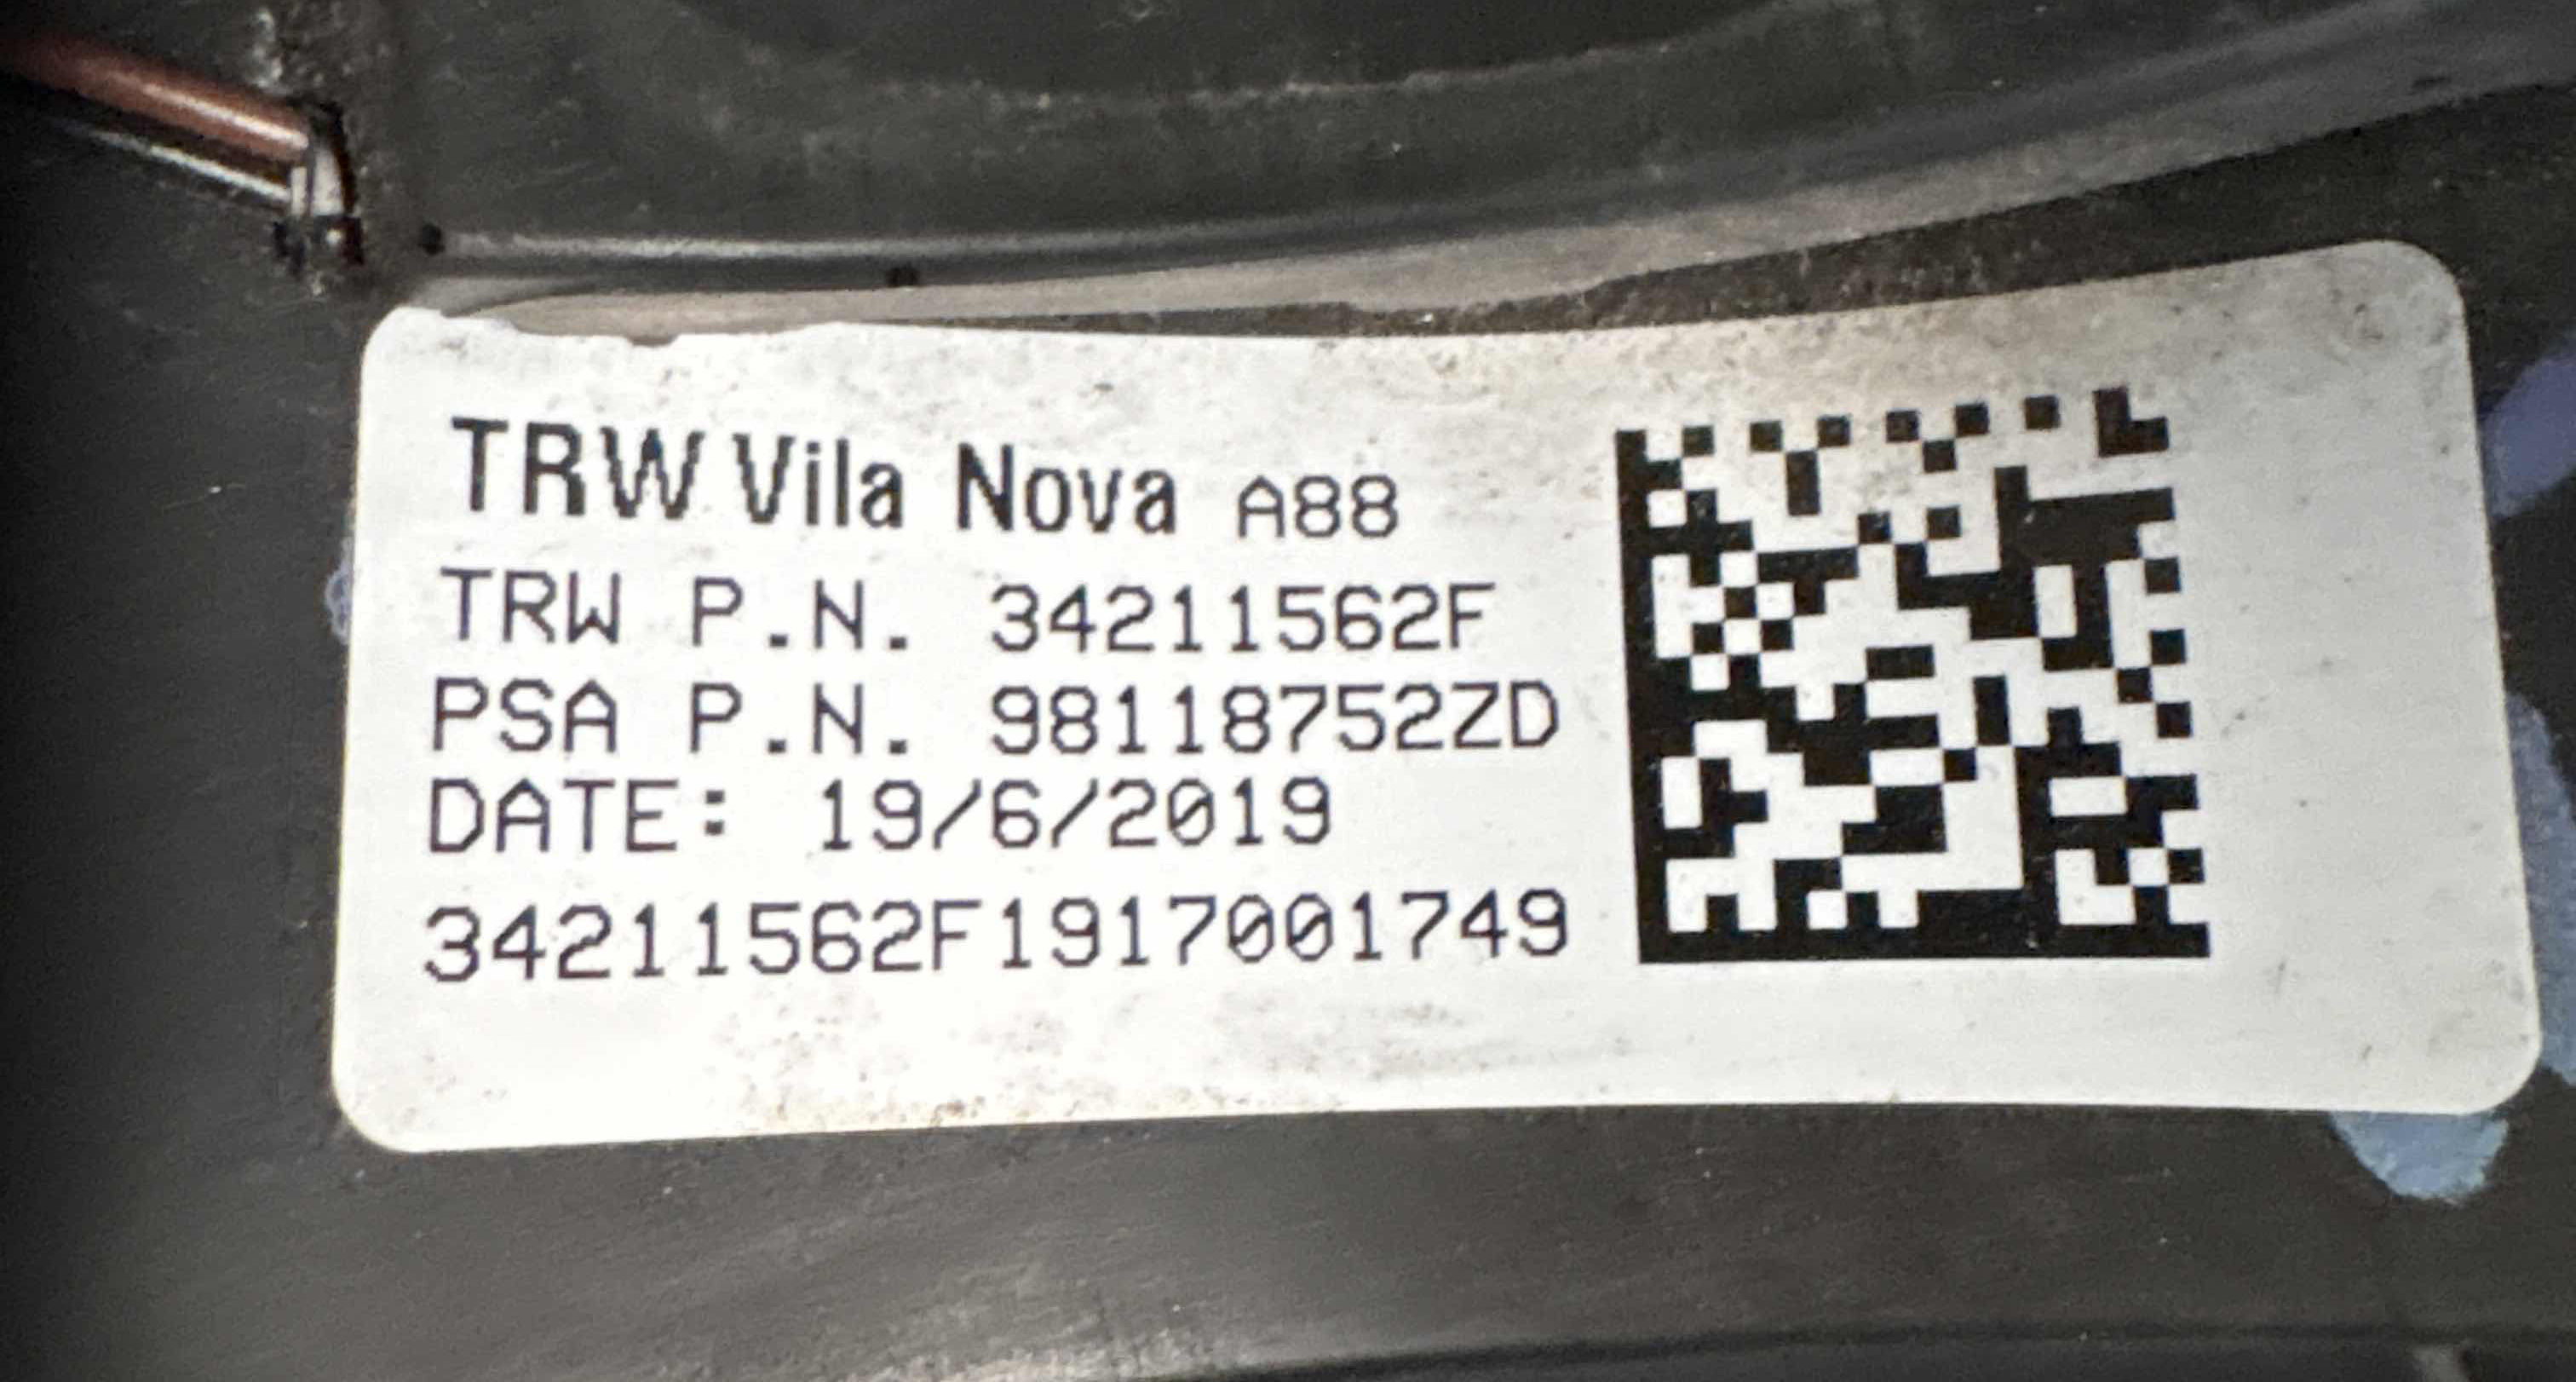 TRW Vila Nova A88
TRW P.N. 34211562F
PSA P.N. 98118752ZD
DATE: 19/6/2019
34211562F1917001749